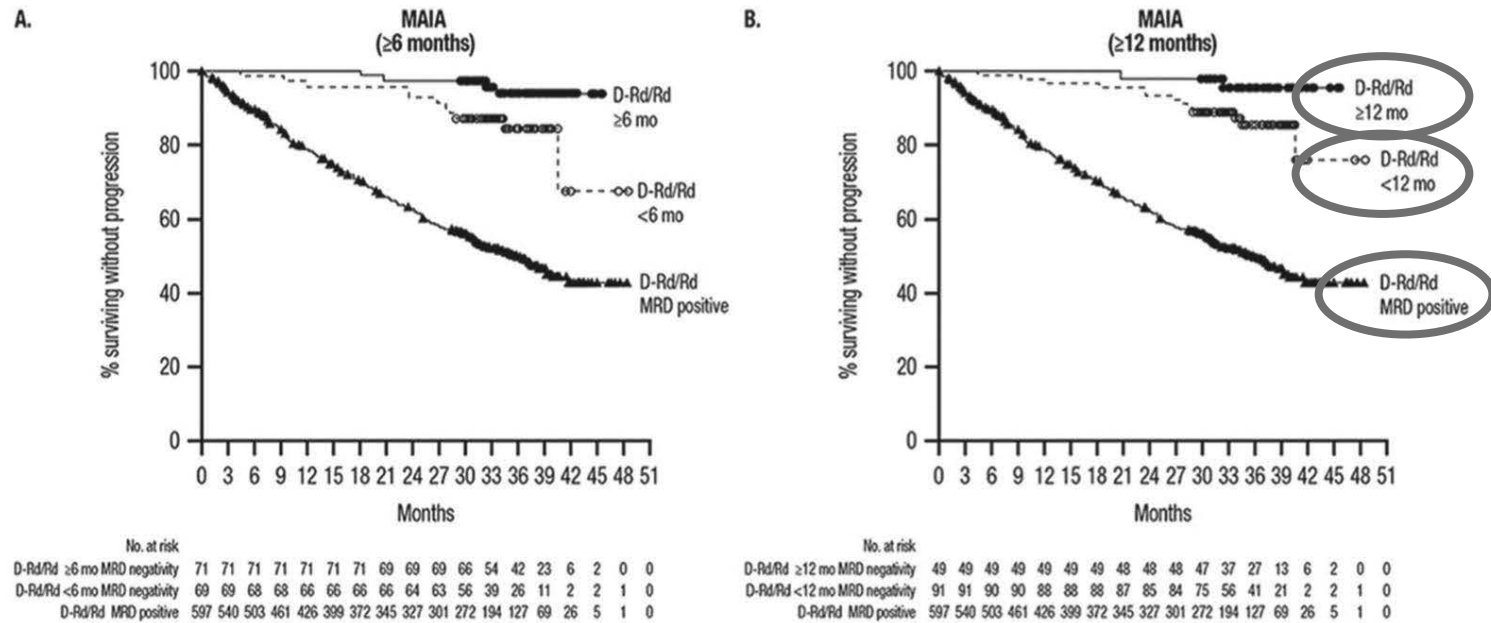 A.
MAIA
(≥6 months)
% surviving without progression
100
80
60
40
20
0
D-Rd/Rd
≥6 mo
D-Rd/Rd
<6 mo
D-Rd/Rd
MRD positive
0 3 6 9 12 15 18 21 24 27 30 33 36 39 42 45 48 51
Months
No. at risk
D-Rd/Rd ≥6 mo MRD negativity 71 71 71 71 71 71 71 69 69 69 66 54 42 23 6 2 0 0
D-Rd/Rd <6 mo MRD negativity 69 69 68 68 66 66 66 66 64 63 56 39 26 11 2 2 1 0
D-Rd/Rd MRD positive 597 540 503 461 426 399 372 345 327 301 272 194 127 69 26 5 1 0
B.
MAIA
(≥12 months)
% surviving without progression
100
80
60
40
20
0
D-Rd/Rd
≥12 mo
D-Rd/Rd
<12 mo
D-Rd/Rd
MRD positive
0 3 6 9 12 15 18 21 24 27 30 33 36 39 42 45 48 51
Months
No. at risk
D-Rd/Rd ≥12 mo MRD negativity 49 49 49 49 49 49 49 48 48 48 47 37 27 13 6 2 0 0
D-Rd/Rd <12 mo MRD negativity 91 91 90 90 88 88 88 87 85 84 75 56 41 21 2 2 1 0
D-Rd/Rd MRD positive 597 540 503 461 426 399 372 345 327 301 272 194 127 69 26 5 1 0